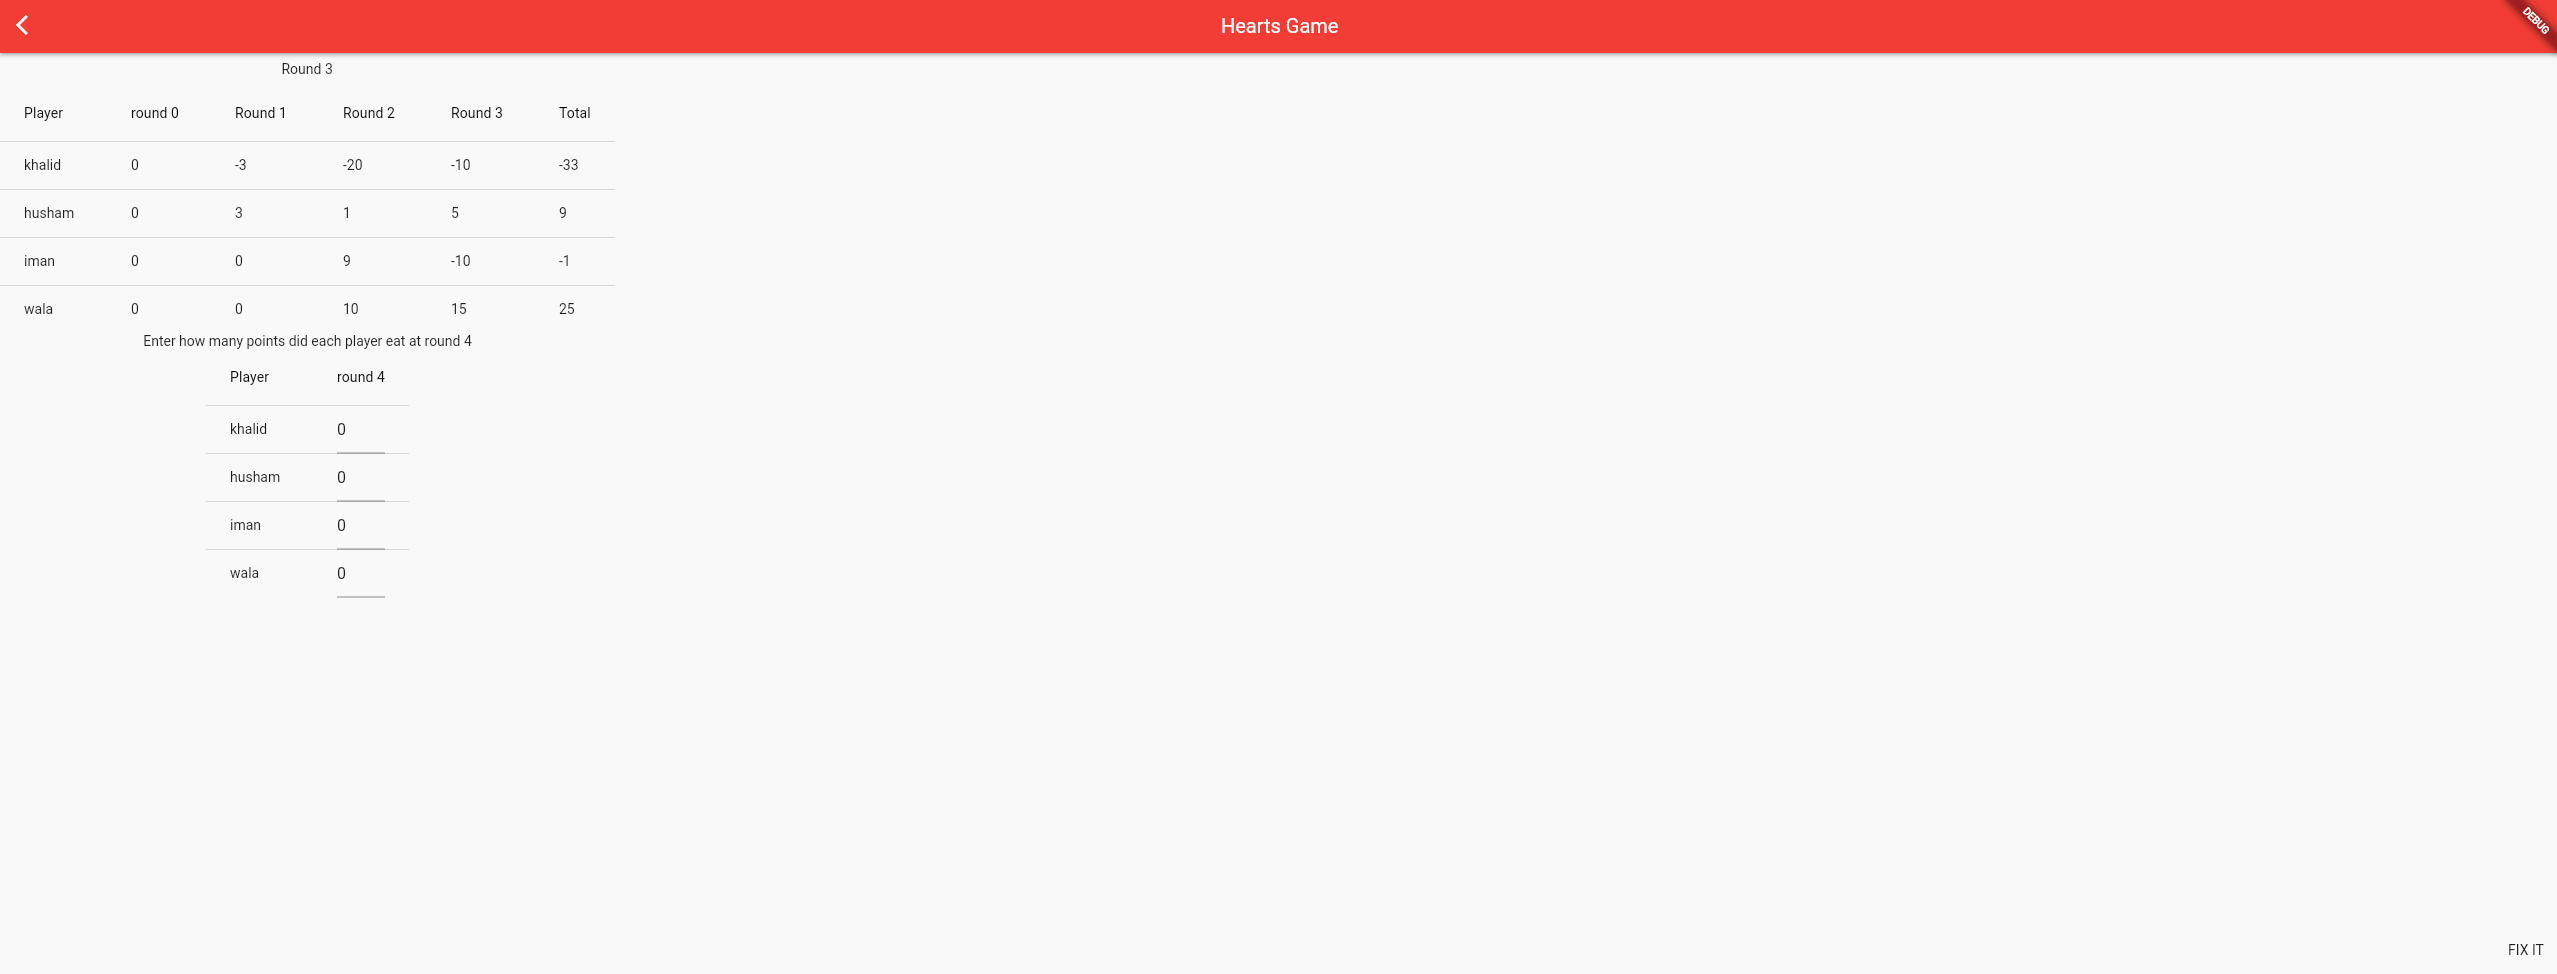 Hearts Game
DEBUG
Round 3
Player round 0 Round 1 Round 2 Round 3 Total
khalid 0 -3 -20 -10 -33
husham 0 3 1 5 9
iman 0 0 9 -10 -1
wala 0 0 10 15 25
Enter how many points did each player eat at round 4
Player round 4
khalid 0
husham 0
iman 0
wala 0
FIX IT